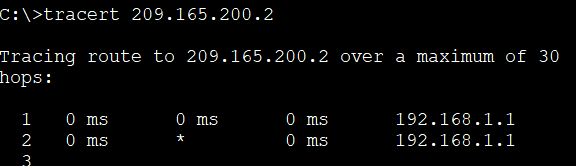 C:\>tracert 209.165.200.2
Tracing route to 209.165.200.2 over a maximum of 30
hops:
1 0 ms 0 ms 0 ms 192.168.1.1
2 0 ms * 0 ms 192.168.1.1
3